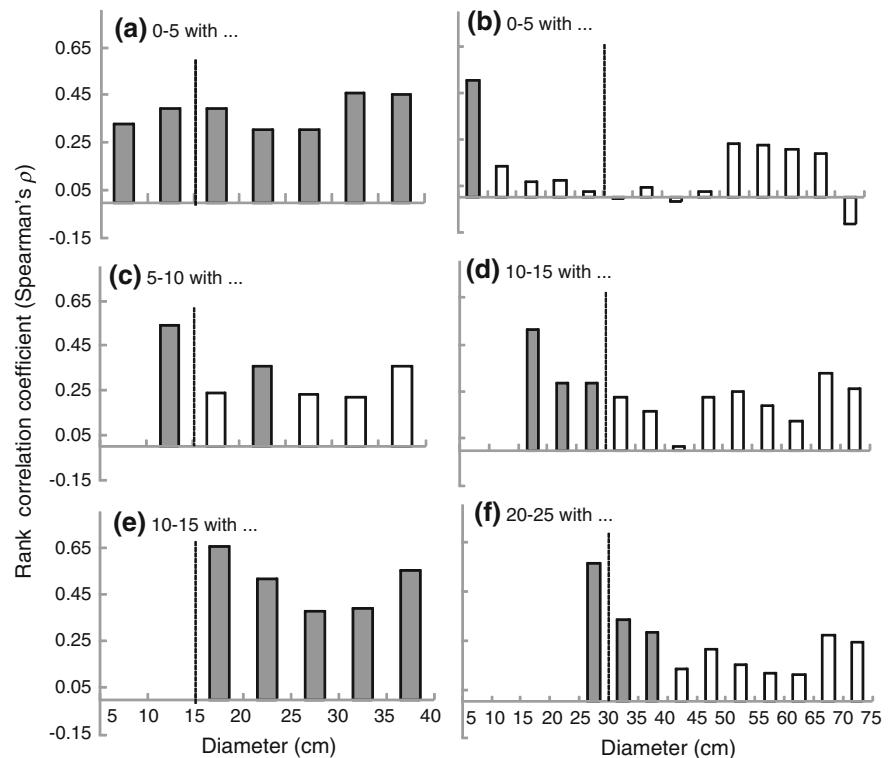 Rank correlation coefficient (Spearman's ρ)
(a) 0-5 with ...
0.65
0.45
0.25
0.05
-0.15
(b) 0-5 with ...
(c) 5-10 with ...
0.65
0.45
0.25
0.05
-0.15
(d) 10-15 with ...
(e) 10-15 with ...
0.65
0.45
0.25
0.05
-0.15
5 10 15 20 25 30 35 40
Diameter (cm)
(f) 20-25 with ...
5 10 15 20 25 30 35 40 45 50 55 58 60 65 70 75
Diameter (cm)